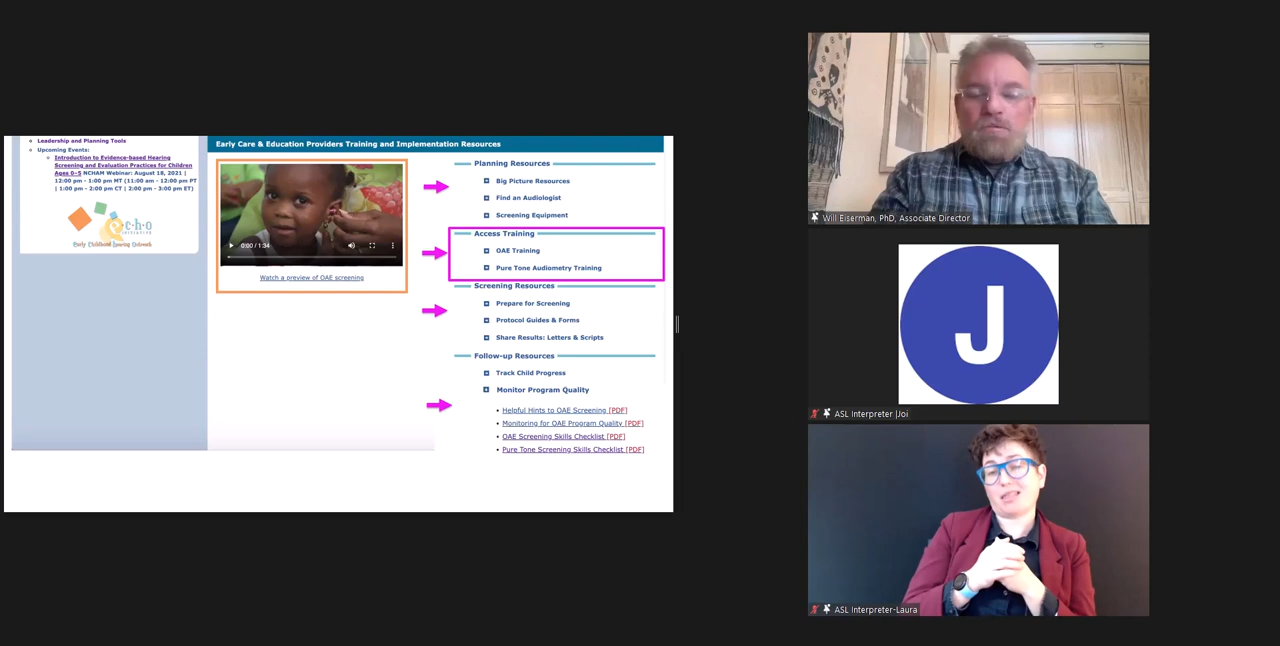 Leadership and Planning Tools
Upcoming Events:
Introduction to Evidence-based Hearing
Screening and Evaluation Practices for Children
Ages 0-5 NCHAM Webinar: August 18, 2021 |
12:00 pm - 1:00 pm MT (11:00 am - 12:00 pm PT
| 1:00 pm - 2:00 pm CT | 2:00 pm - 3:00 pm ET)
e·c·h·o
INITIATIVE
Early Childhood Hearing Outreach
Early Care & Education Providers Training and Implementation Resources
0:00 / 1:34
Watch a preview of OAE screening
Planning Resources
Big Picture Resources
Find an Audiologist
Screening Equipment
Access Training
OAE Training
Pure Tone Audiometry Training
Screening Resources
Prepare for Screening
Protocol Guides & Forms
Share Results: Letters & Scripts
Follow-up Resources
Track Child Progress
Monitor Program Quality
• Helpful Hints to OAE Screening [PDF]
• Monitoring for OAE Program Quality [PDF]
• OAE Screening Skills Checklist [PDF]
• Pure Tone Screening Skills Checklist [PDF]
Will Eiserman, PhD, Associate Director
J
ASL Interpreter |Joi
ASL Interpreter-Laura